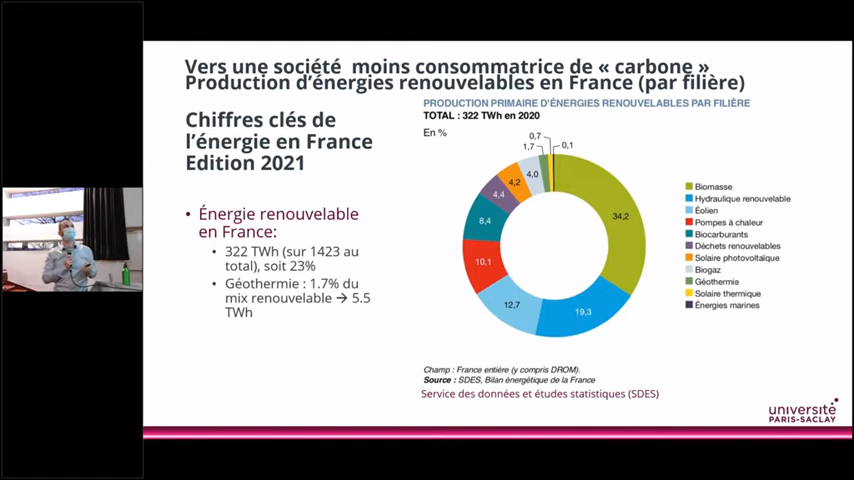 Vers une société  moins consommatrice de « carbone »
Production d'énergies renouvelables en France (par filière)
Chiffres clés de
l'énergie en France
Edition 2021
• Énergie renouvelable
en France:
• 322 TWh (sur 1423 au
total), soit 23%
• Géothermie : 1.7% du
mix renouvelable → 5.5
TWh
PRODUCTION PRIMAIRE D'ÉNERGIES RENOUVELABLES PAR FILIÈRE
TOTAL : 322 TWh en 2020
En %
0,7
1,7
0,1
4,0
4,2
4,4
8,4
10,1
12,7
19,3
34,2
Biomasse
Hydraulique renouvelable
Éolien
Pompes à chaleur
Biocarburants
Déchets renouvelables
Solaire photovoltaïque
Biogaz
Géothermie
Solaire thermique
Énergies marines
Champ : France entière (y compris DROM).
Source : SDES, Bilan énergétique de la France
Service des données et études statistiques (SDES)
université
PARIS-SACLAY